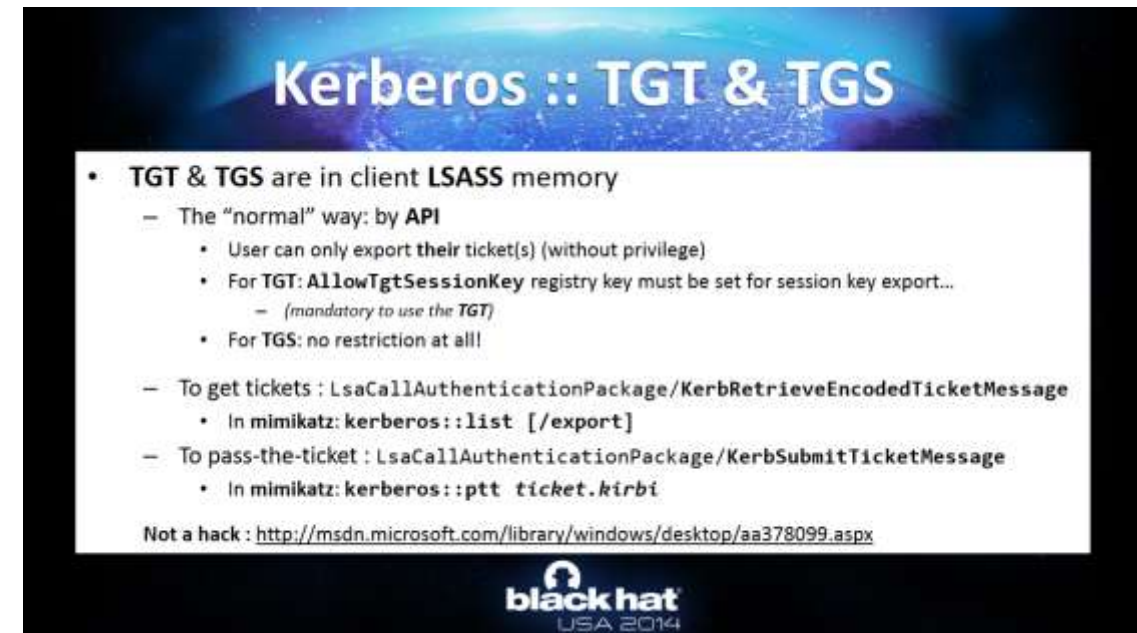 Kerberos :: TGT & TGS
• TGT & TGS are in client LSASS memory
– The “normal” way: by API
• User can only export their ticket(s) (without privilege)
• For TGT: AllowTgtSessionKey registry key must be set for session key export…
– (mandatory to use the TGT)
• For TGS: no restriction at all!
– To get tickets : LsaCallAuthenticationPackage/KerbRetrieveEncodedTicketMessage
• In mimikatz: kerberos::list [/export]
– To pass-the-ticket : LsaCallAuthenticationPackage/KerbSubmitTicketMessage
• In mimikatz: kerberos::ptt ticket.kirbi
Not a hack : http://msdn.microsoft.com/library/windows/desktop/aa378099.aspx
black hat
USA 2014